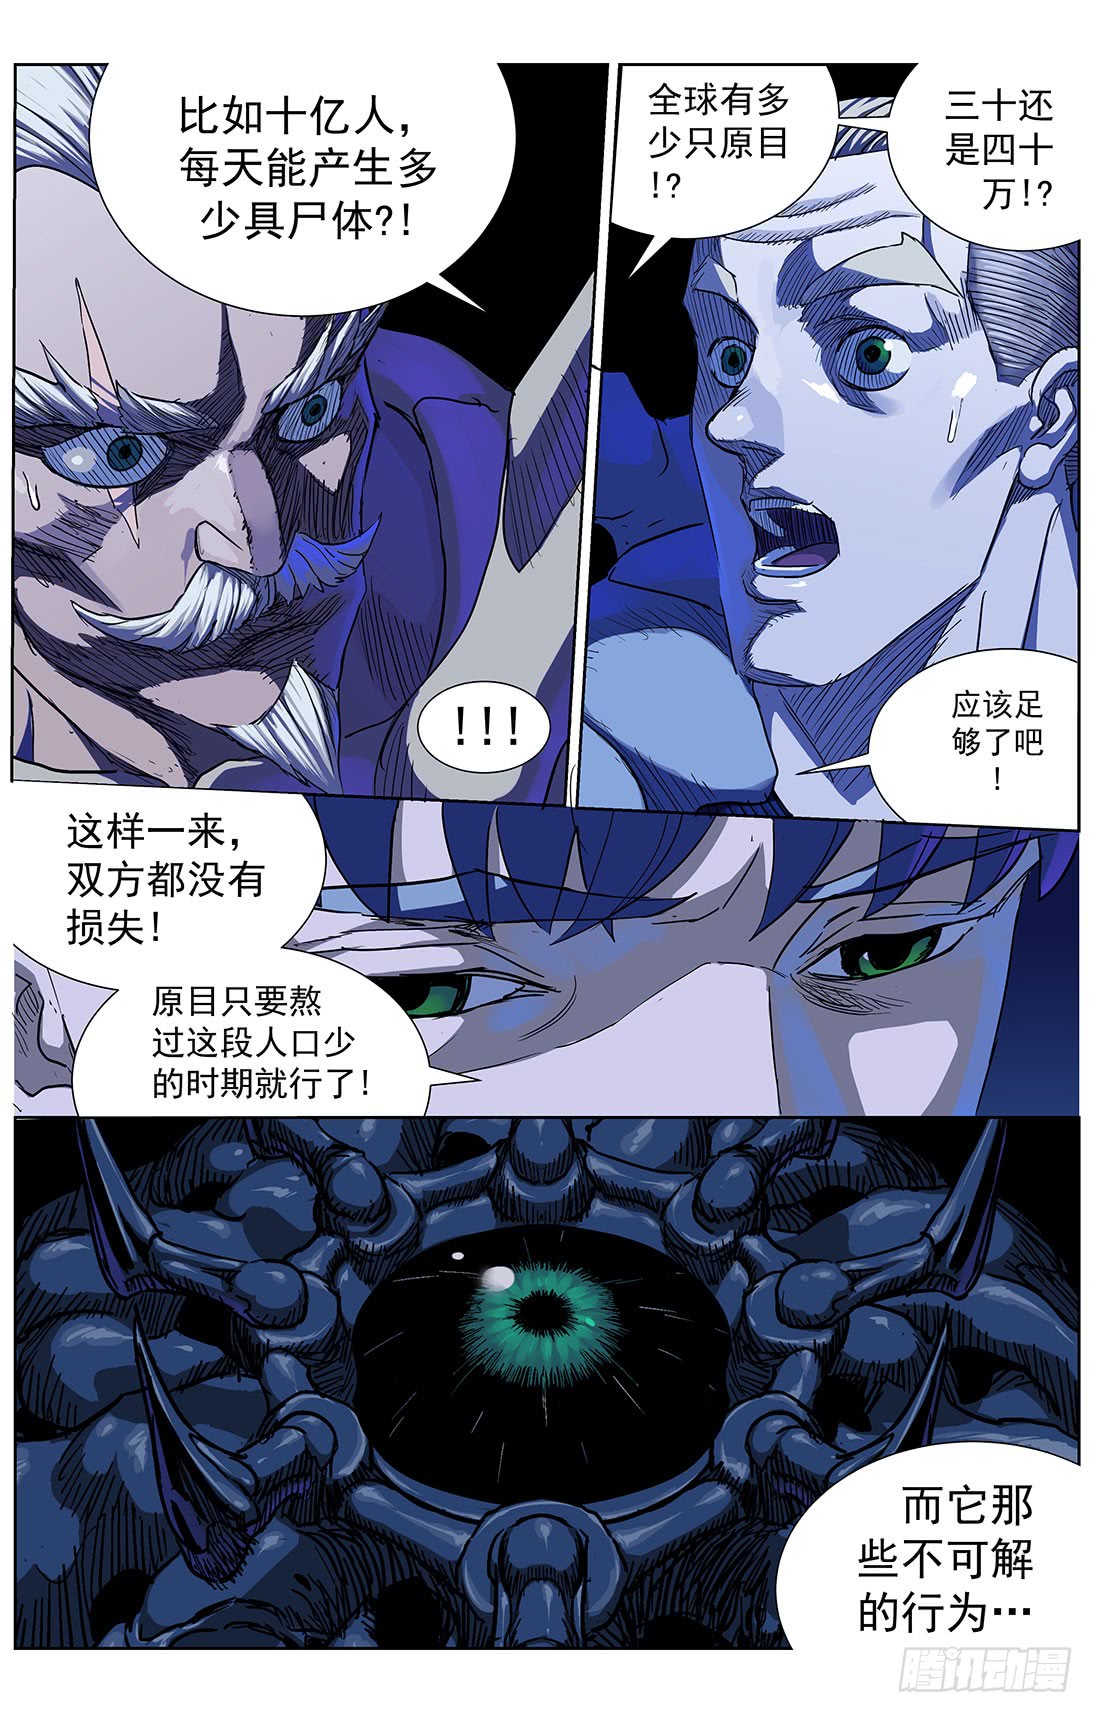 比如十亿人，
每天能产生多
少具尸体?!
全球有多
少只原目
!?
三十还
是四十
万!?
!!!
应该足
够了吧
!
这样一来，
双方都没有
损失!
原目只要熬
过这段人口少
的时期就行了!
而它那
些不可解
的行为…
腾讯动漫